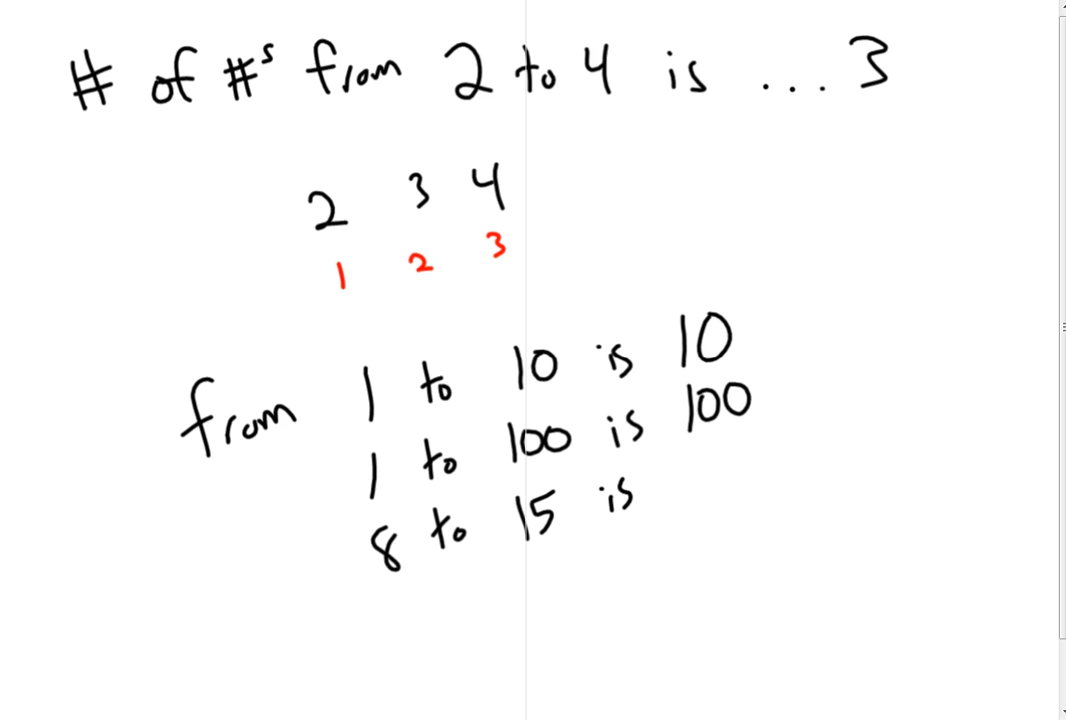 # of #s from 2 to 4 is ... 3
2 3 4
1 2 3
from 1 to 10 is 10
1 to 100 is 100
8 to 15 is